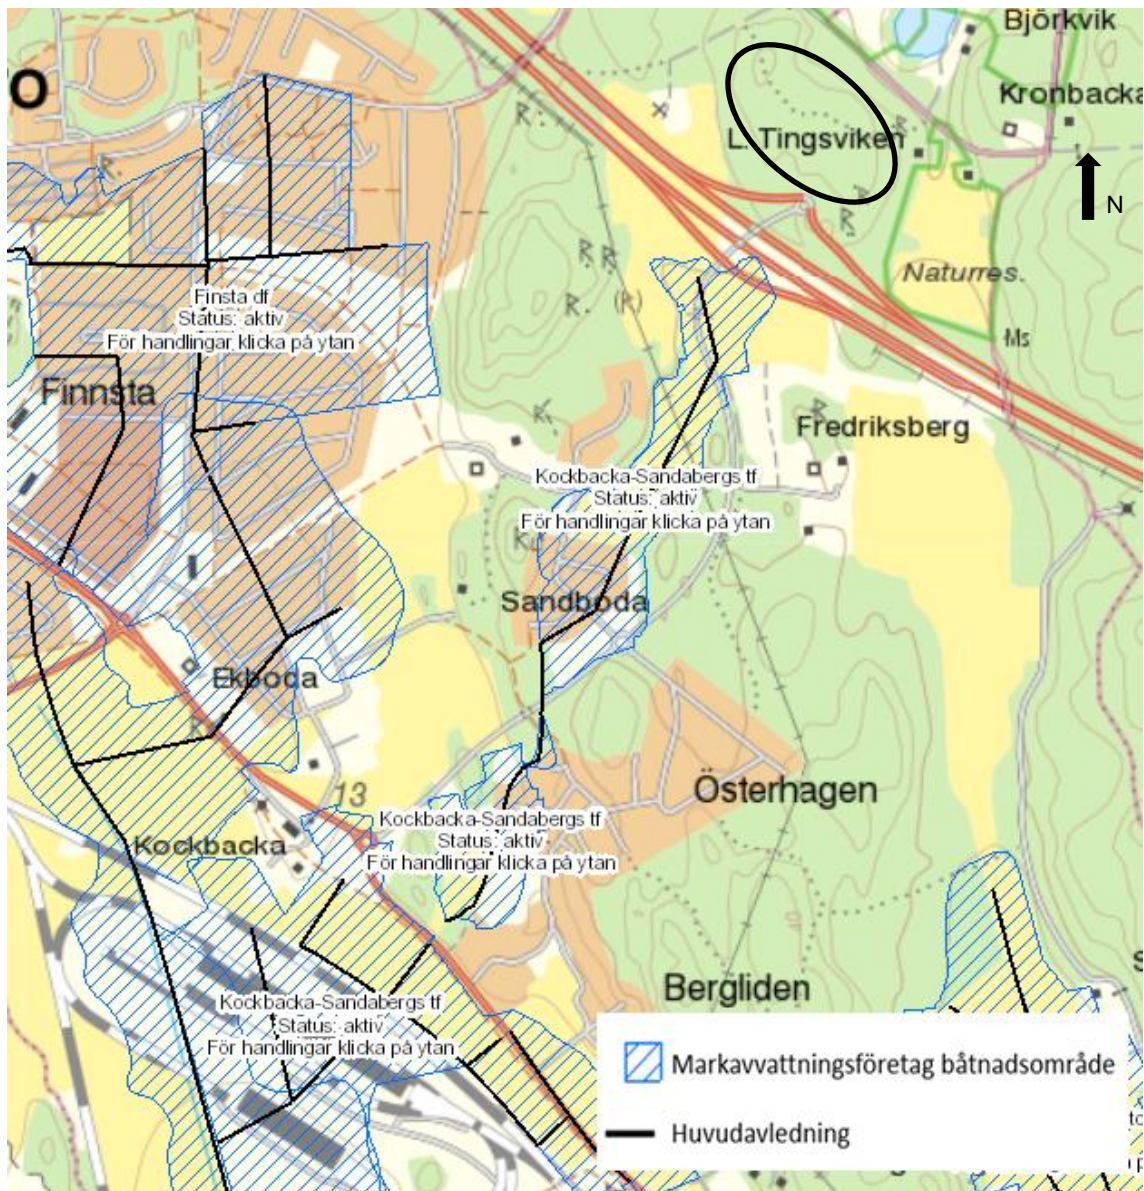 Björkvik
O
Kronbacka
L. Tingsviken
N
Naturres.
Finsta df
Status: aktiv
För handlingar klicka på ytan
R.
(R)
Ms
Finnsta
Fredriksberg
Kockbacka-Sandabergs tf
Status: aktiv
För handlingar klicka på ytan
Sandboda
Ekboda
Österhagen
13
Kockbacka-Sandabergs tf
Status: aktiv
För handlingar klicka på ytan
Kockbacka
Bergliden
S
Kockbacka-Sandabergs tf
Status: aktiv
För handlingar klicka på ytan
Markavvattningsföretag båtnadsområde
Huvudavledning